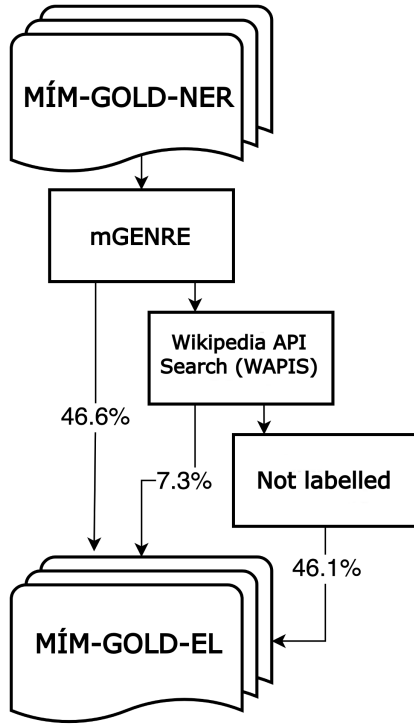 MÍM-GOLD-NER
mGENRE
Wikipedia API
Search (WAPIS)
46.6%
7.3%
Not labelled
46.1%
MÍM-GOLD-EL